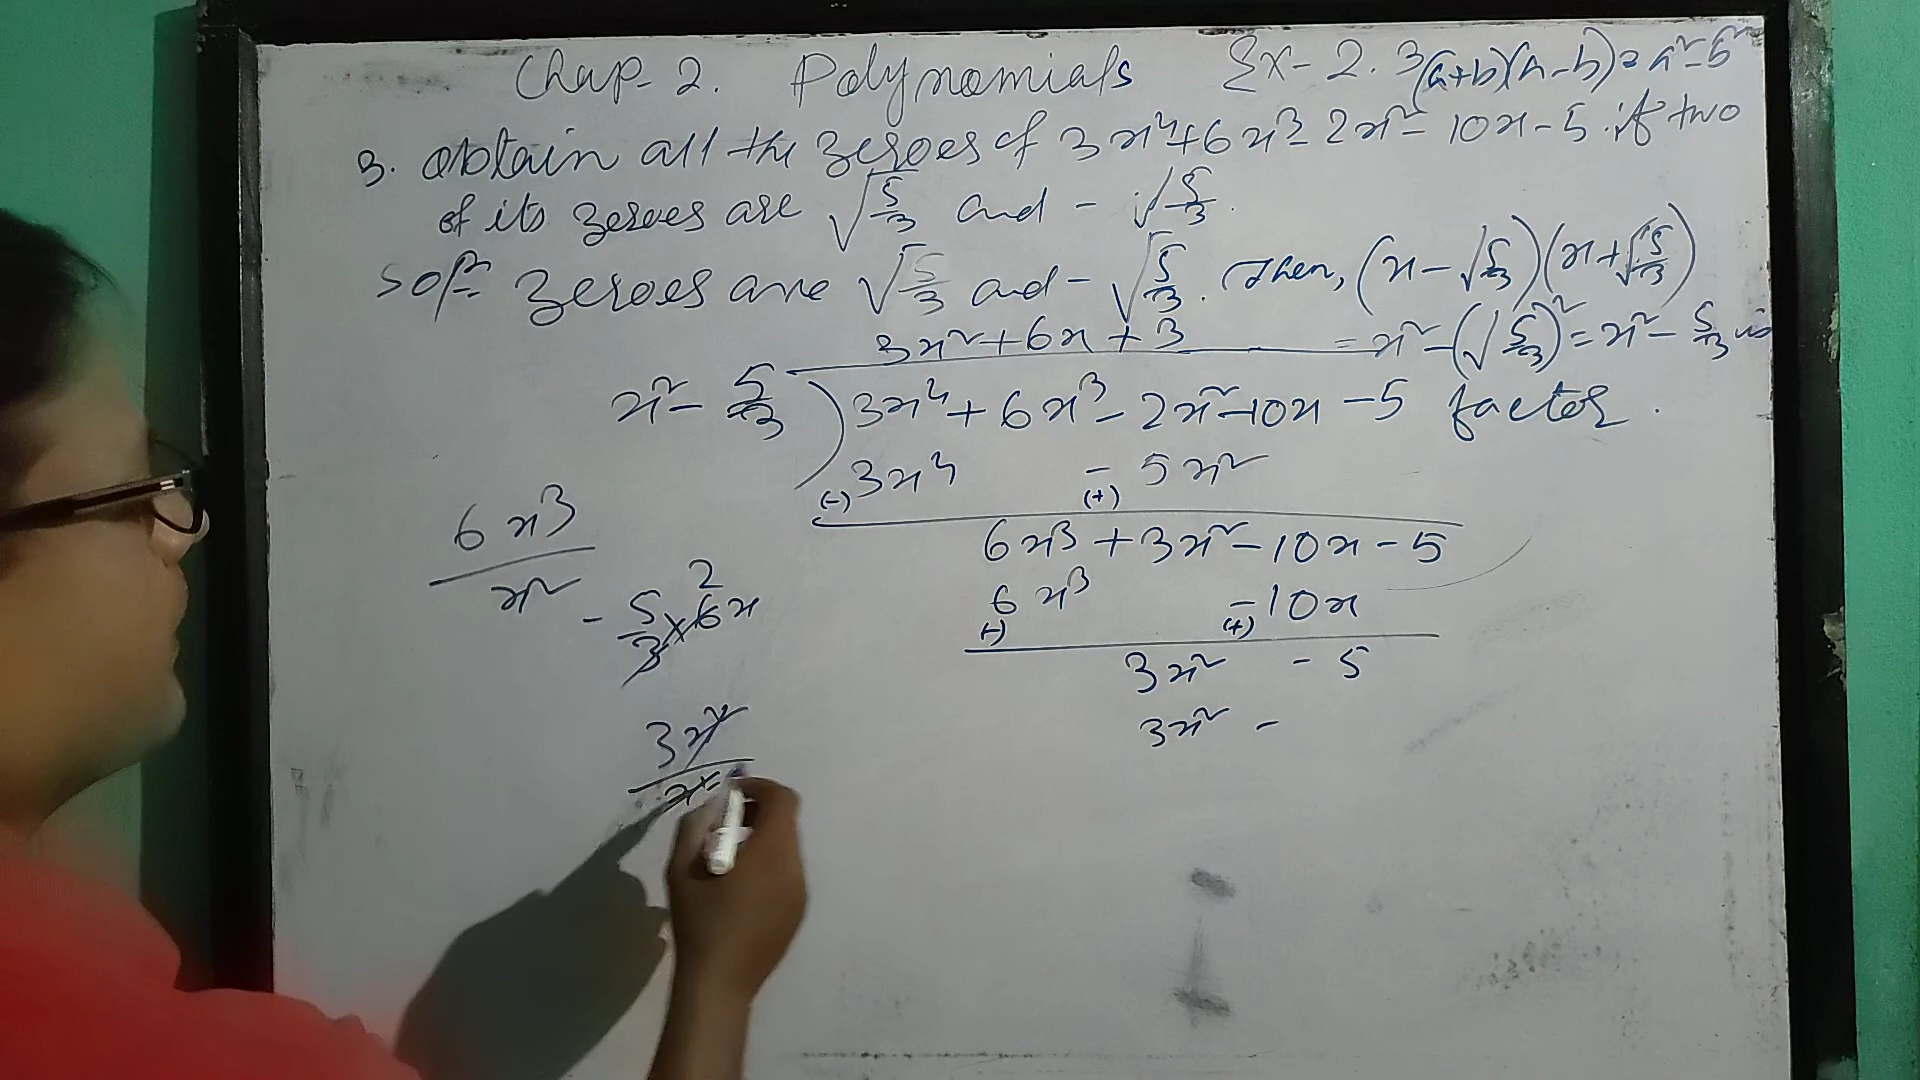 Chap- 2. Polynomials Ex- 2.3 (a+b)(a-b)=a²-b²
3. obtain all the zeroes of 3x⁴+6x³-2x²-10x-5. if two
of its zeroes are √5/3 and -√5/3.
Solⁿ= zeroes are √5/3 and -√5/3. Then, (x-√5/3)(x+√5/3)
= x²-(√5/3)²=x²-5/3 is
3x²+6x+3
x²-5/3 ) 3x⁴+6x³-2x²-10x-5 factor.
(-) 3x⁴ (+) -5x²
6x³+3x²-10x-5
(-) 6x³ (+) -10x
3x² -5
3x² -
6x³/x²
-5/3×6x 2
3x²/x²